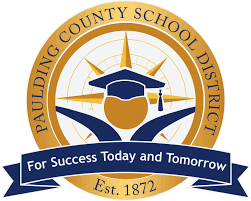 PAULDING COUNTY SCHOOL DISTRICT
For Success Today and Tomorrow
Est. 1872